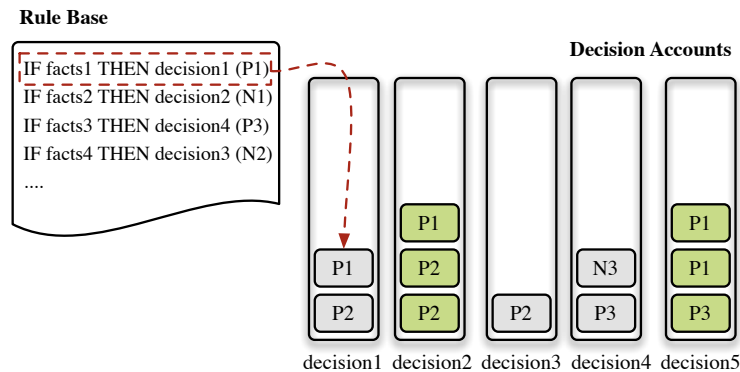 Rule Base
IF facts1 THEN decision1 (P1)
IF facts2 THEN decision2 (N1)
IF facts3 THEN decision4 (P3)
IF facts4 THEN decision3 (N2)
....
Decision Accounts
P1 P1
P1 P2 N3 P1
P2 P2 P2 P3 P3
decision1 decision2 decision3 decision4 decision5